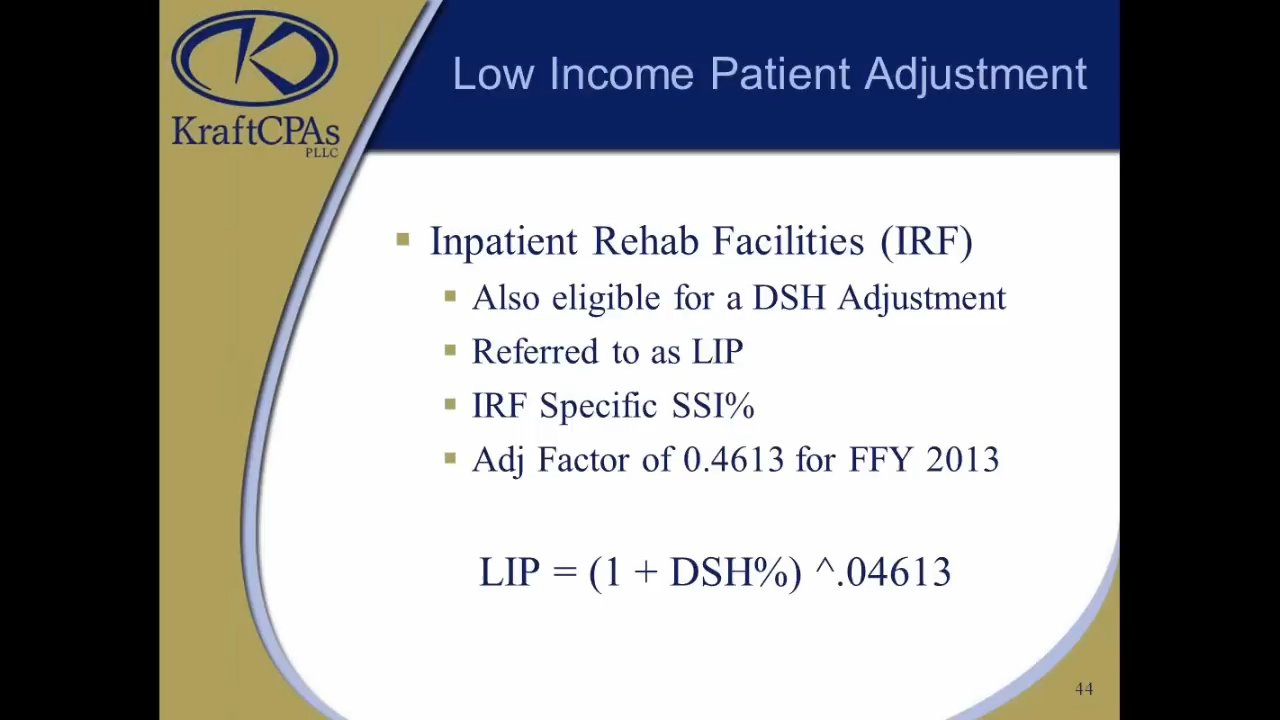 KraftCPAs
PLLC
Low Income Patient Adjustment
Inpatient Rehab Facilities (IRF)
Also eligible for a DSH Adjustment
Referred to as LIP
IRF Specific SSI%
Adj Factor of 0.4613 for FFY 2013
LIP = (1 + DSH%) ^.04613
44